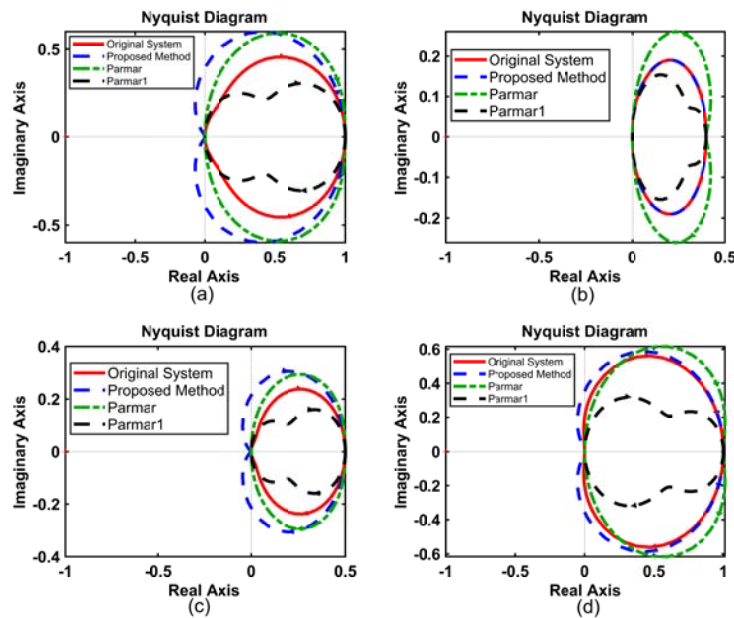 Nyquist Diagram
Imaginary Axis
0.5
0
-0.5
Original System
Proposed Method
Parmar
Parmar1
-1
-0.5
0
0.5
1
Real Axis
(a)
Nyquist Diagram
Imaginary Axis
0.2
0.1
0
-0.1
-0.2
Original System
Proposed Method
Parmar
Parmar1
-1
-0.5
0
0.5
Real Axis
(b)
Nyquist Diagram
Imaginary Axis
0.4
0.2
0
-0.2
-0.4
Original System
Proposed Method
Parmar
Parmar1
-1
-0.5
0
0.5
Real Axis
(c)
Nyquist Diagram
Imaginary Axis
0.6
0.4
0.2
0
-0.2
-0.4
-0.6
Original System
Proposed Method
Parmar
Parmar1
-1
-0.5
0
0.5
1
Real Axis
(d)